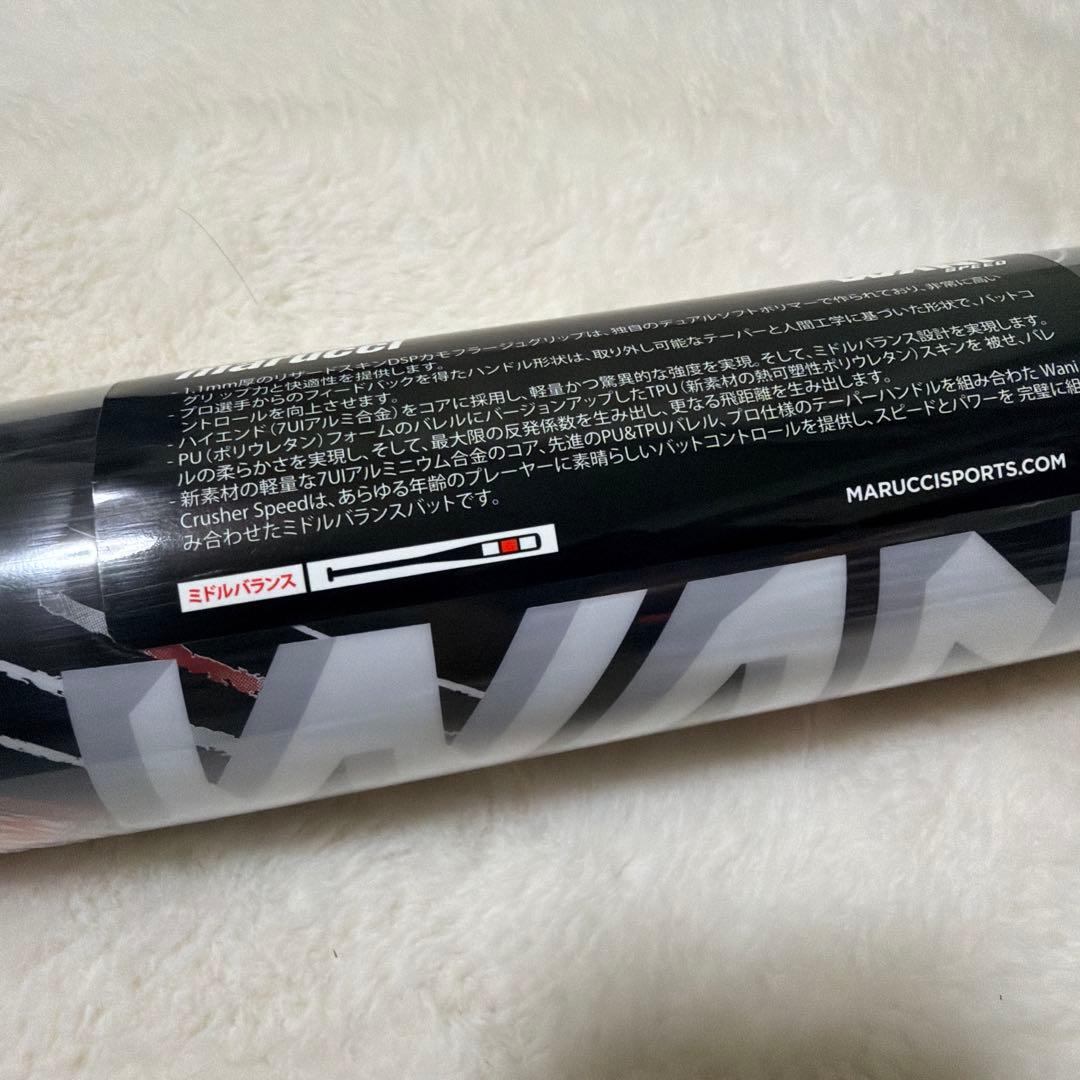 marucci
SPEED
- 1.1mm厚のリザードスキンDSPカモフラージュグリップは、独自のデュアルソフトポリマーで作られており、非常に高い
グリップ力と快適性を提供します。
- プロ選手からのフィードバックを得たハンドル形状は、取り外し可能なテーパーと人間工学に基づいた形状で、バットコ
ントロールを向上させます。
- ハイエンド(7UIアルミ合金)をコアに採用し、軽量かつ驚異的な強度を実現。そして、ミドルバランス設計を実現します。
- PU(ポリウレタン)フォームのバレルにバージョンアップしたTPU(新素材の熱可塑性ポリウレタン)スキンを 被せ、バレ
ルの柔らかさを実現し、そして、最大限の反発係数を生み出し、更なる飛距離を生み出します。
新素材の軽量な7UIアルミニウム合金のコア、先進のPU&TPUバレル、プロ仕様のテーパーハンドルを組み合わた Wani
Crusher Speedは、あらゆる年齢のプレーヤーに素晴らしいバットコントロールを提供し、スピードとパワーを 完璧に組
み合わせたミドルバランスバットです。
MARUCCISPORTS.COM
ミドルバランス
WAN